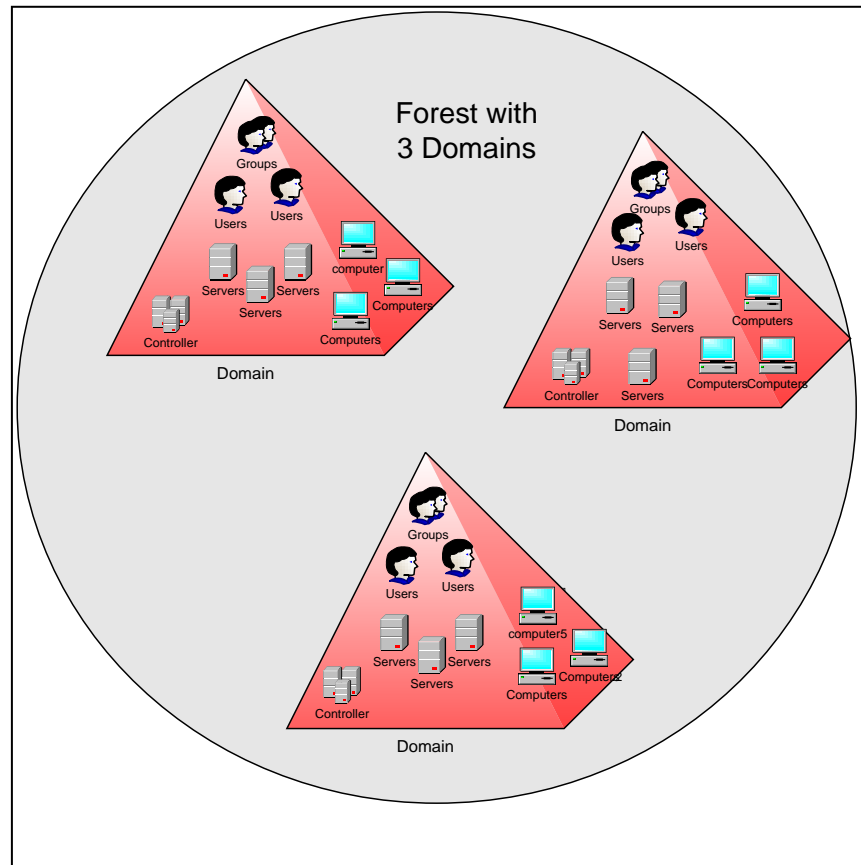 Forest with
3 Domains
Groups
Users
Users
Servers
Servers
Servers
computer
Computers
Computers
Controller
Domain
Groups
Users
Users
Servers
Servers
Computers
Controller
Servers
Computers
Computers
Domain
Groups
Users
Users
Servers
Servers
Servers
computer5
Computers
Computers2
Controller
Domain